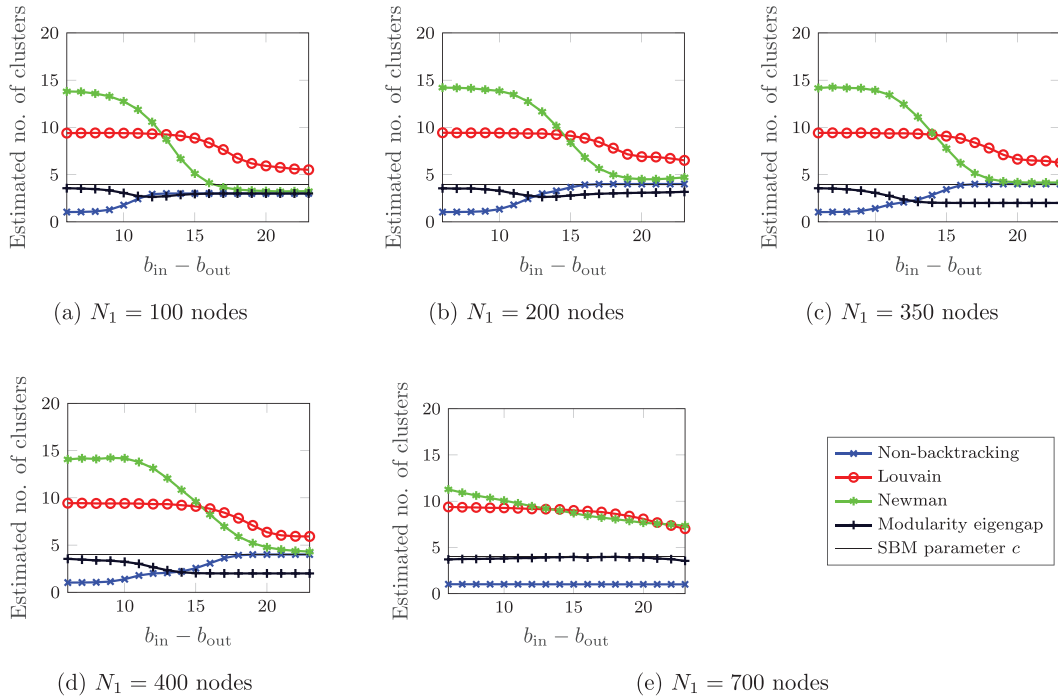 Estimated no. of clusters
20
15
10
5
0
10
15
20
b_in − b_out
(a) N_1 = 100 nodes
Estimated no. of clusters
20
15
10
5
0
10
15
20
b_in − b_out
(b) N_1 = 200 nodes
Estimated no. of clusters
20
15
10
5
0
10
15
20
b_in − b_out
(c) N_1 = 350 nodes
Estimated no. of clusters
20
15
10
5
0
10
15
20
b_in − b_out
(d) N_1 = 400 nodes
Estimated no. of clusters
20
15
10
5
0
10
15
20
b_in − b_out
(e) N_1 = 700 nodes
Non-backtracking
Louvain
Newman
Modularity eigengap
SBM parameter c